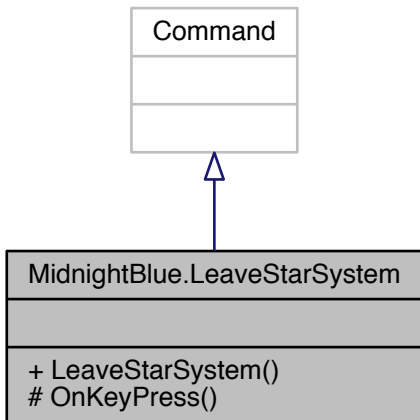 Command
MidnightBlue.LeaveStarSystem
+ LeaveStarSystem()
# OnKeyPress()